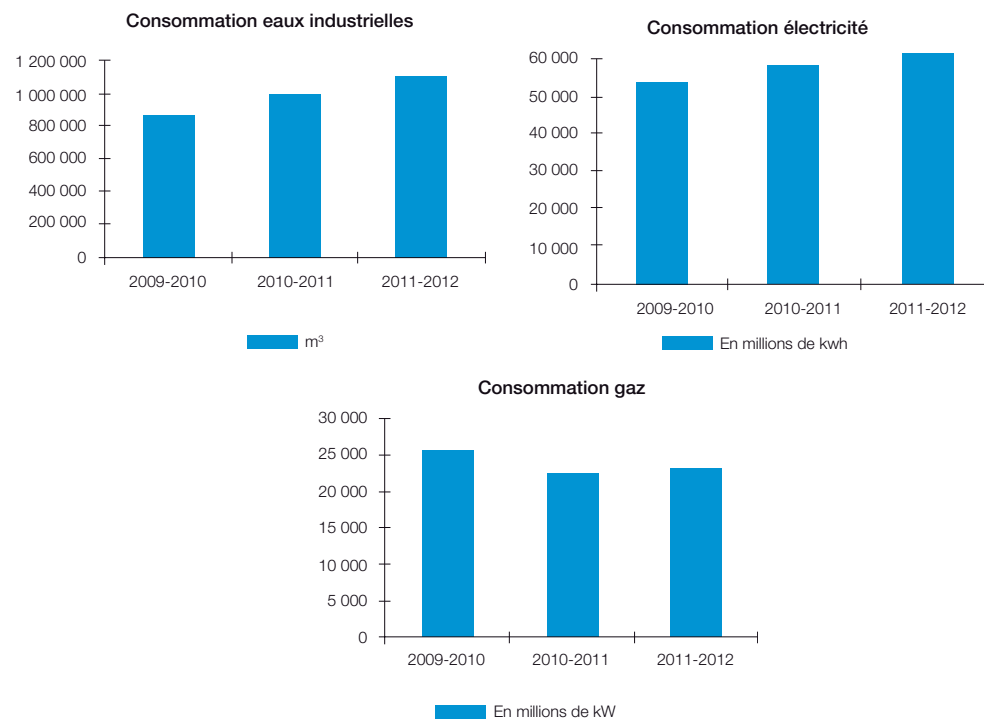 Consommation eaux industrielles
1 200 000
1 000 000
800 000
600 000
400 000
200 000
0
2009-2010 2010-2011 2011-2012
m³
Consommation électricité
60 000
50 000
40 000
30 000
20 000
10 000
0
2009-2010 2010-2011 2011-2012
En millions de kwh
Consommation gaz
30 000
25 000
20 000
15 000
10 000
5 000
0
2009-2010 2010-2011 2011-2012
En millions de kW